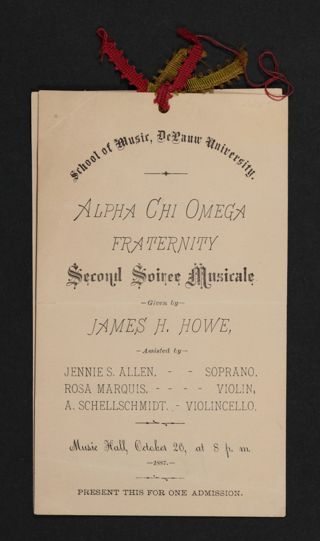 School of Music, DePauw University.
ALPHA CHI OMEGA
FRATERNITY
Second Soiree Musicale
—Given by—
JAMES H. HOWE,
—Assisted by—
JENNIE S. ALLEN. - - SOPRANO.
ROSA MARQUIS. - - - - VIOLIN,
A. SCHELLSCHMIDT. - VIOLINCELLO.
Music Hall, October 20, at 8 p. m.
—1887.—
PRESENT THIS FOR ONE ADMISSION.